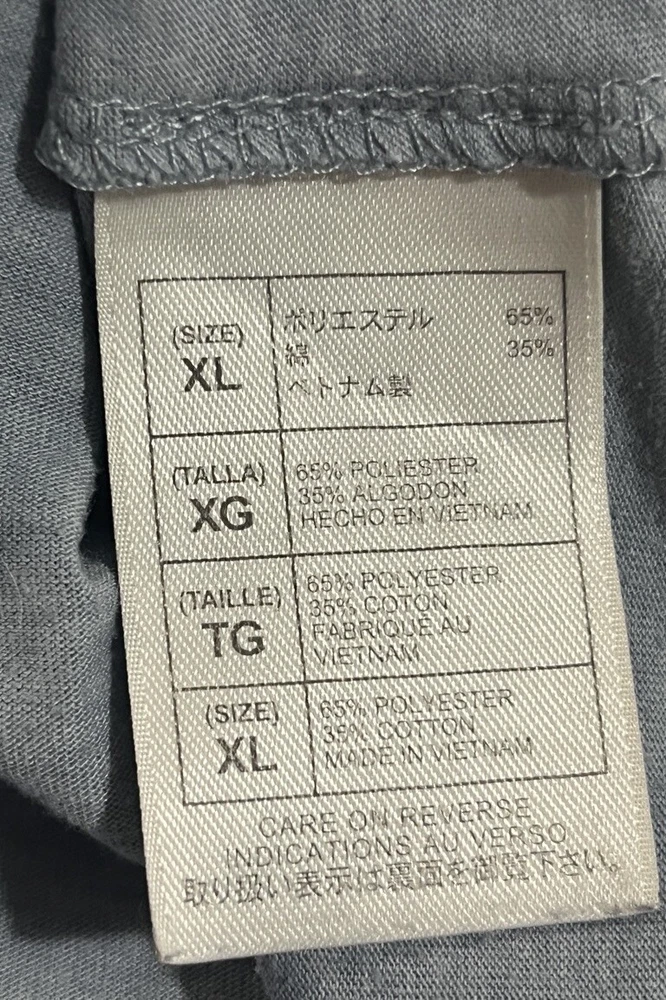 (SIZE)
XL
ポリエステル 65%
綿 35%
ベトナム製
(TALLA)
XG
65% POLIESTER
35% ALGODON
HECHO EN VIETNAM
(TAILLE)
TG
65% POLYESTER
35% COTON
FABRIQUÉ AU
VIETNAM
(SIZE)
XL
65% POLYESTER
35% COTTON
MADE IN VIETNAM
CARE ON REVERSE
INDICATIONS AU VERSO
取り扱い表示は裏面を御覧下さい。